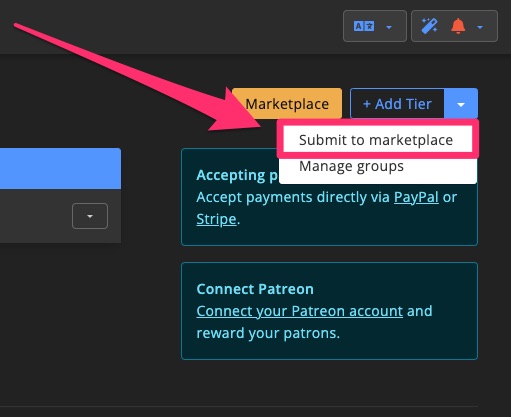 Marketplace
+ Add Tier
Submit to marketplace
Manage groups
Accepting p
Accept payments directly via PayPal or
Stripe.
Connect Patreon
Connect your Patreon account and
reward your patrons.